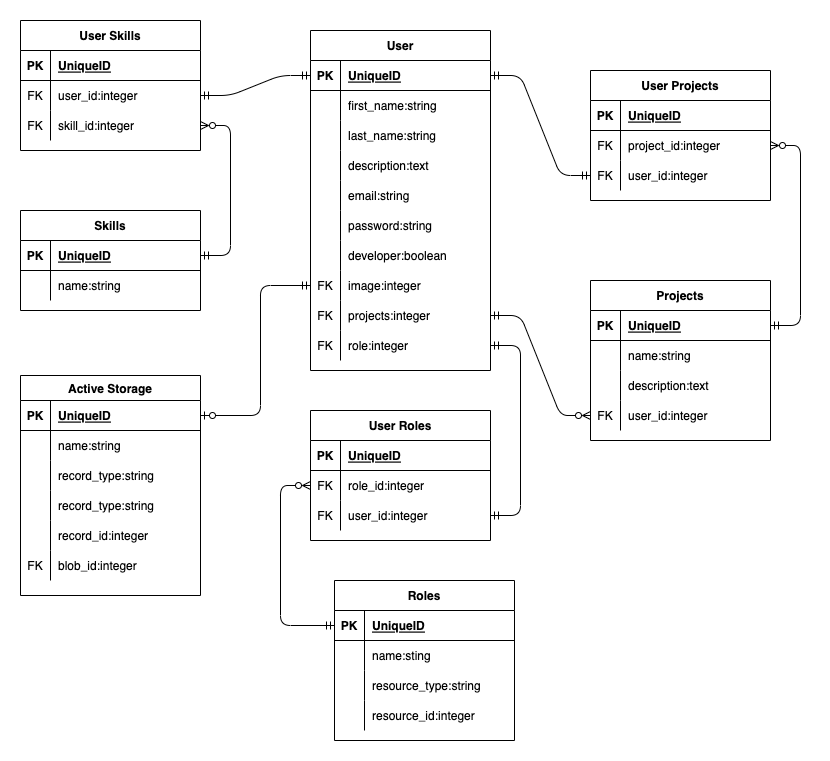 User Skills
PK UniqueID
FK user_id:integer
FK skill_id:integer
Skills
PK UniqueID
name:string
Active Storage
PK UniqueID
name:string
record_type:string
record_type:string
record_id:integer
FK blob_id:integer
User
PK UniqueID
first_name:string
last_name:string
description:text
email:string
password:string
developer:boolean
FK image:integer
FK projects:integer
FK role:integer
User Roles
PK UniqueID
FK role_id:integer
FK user_id:integer
Roles
PK UniqueID
name:sting
resource_type:string
resource_id:integer
User Projects
PK UniqueID
FK project_id:integer
FK user_id:integer
Projects
PK UniqueID
name:string
description:text
FK user_id:integer